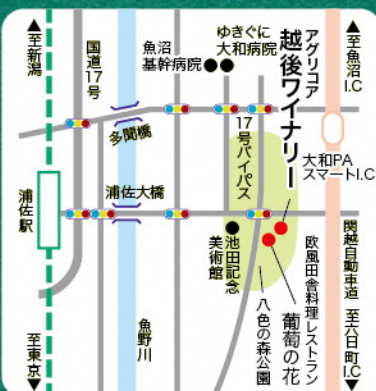 ▲至新潟
国道17号
魚沼
基幹病院
ゆきぐに
大和病院
アグリコア
越後ワイナリー
▲至魚沼I.C
多聞橋
17号バイパス
大和PA
スマートI.C
浦佐大橋
浦佐駅
池田記念
美術館
関越自動車道
至六日町I.C▼
欧風田舎料理レストラン
葡萄の花
八色の森公園
魚野川
至東京▼